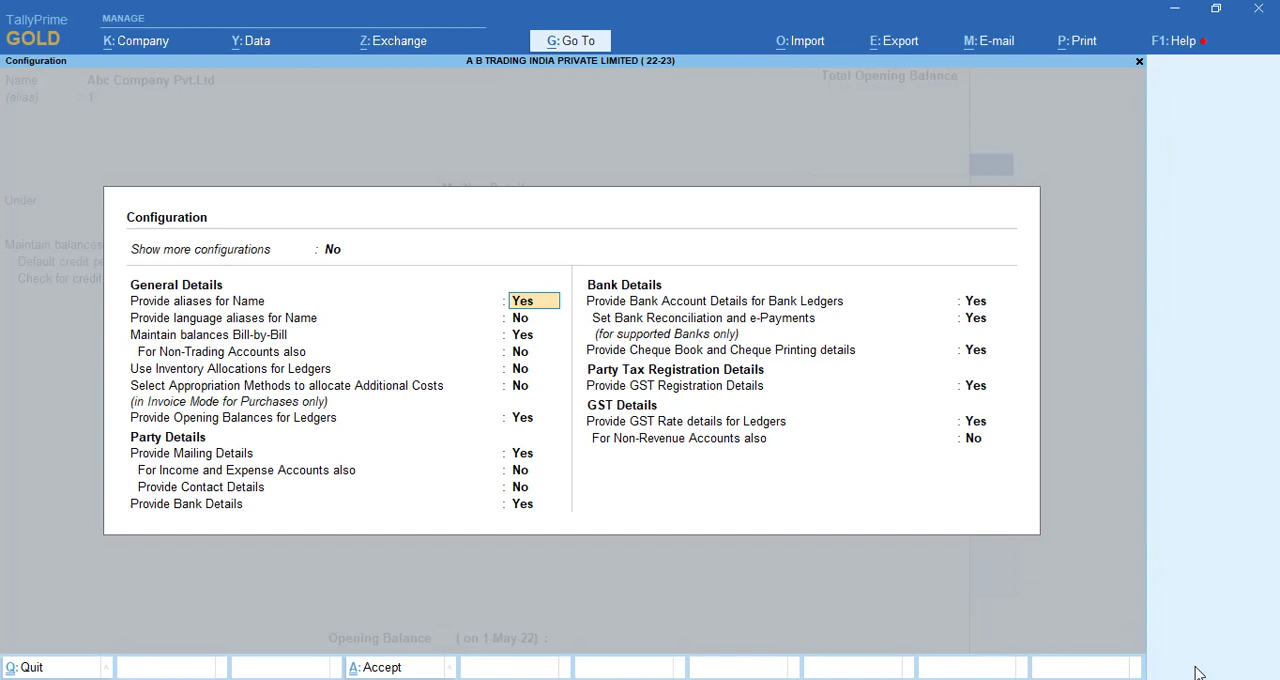 TallyPrime
GOLD
MANAGE
K: Company
Y: Data
Z: Exchange
G: Go To
O: Import
E: Export
M: E-mail
P: Print
F1: Help
Configuration
A B TRADING INDIA PRIVATE LIMITED ( 22-23)
Name Abc Company Pvt.Ltd
Total Opening Balance
(alias) : 1
Under
Maintain balances
Default credit pe
Check for credit
Configuration
Show more configurations : No
General Details
Provide aliases for Name : Yes
Provide language aliases for Name : No
Maintain balances Bill-by-Bill : Yes
For Non-Trading Accounts also : No
Use Inventory Allocations for Ledgers : No
Select Appropriation Methods to allocate Additional Costs : No
(in Invoice Mode for Purchases only)
Provide Opening Balances for Ledgers : Yes
Party Details
Provide Mailing Details : Yes
For Income and Expense Accounts also : No
Provide Contact Details : No
Provide Bank Details : Yes
Bank Details
Provide Bank Account Details for Bank Ledgers : Yes
Set Bank Reconciliation and e-Payments : Yes
(for supported Banks only)
Provide Cheque Book and Cheque Printing details : Yes
Party Tax Registration Details
Provide GST Registration Details : Yes
GST Details
Provide GST Rate details for Ledgers : Yes
For Non-Revenue Accounts also : No
Opening Balance ( on 1-May-22) :
Q: Quit
A: Accept